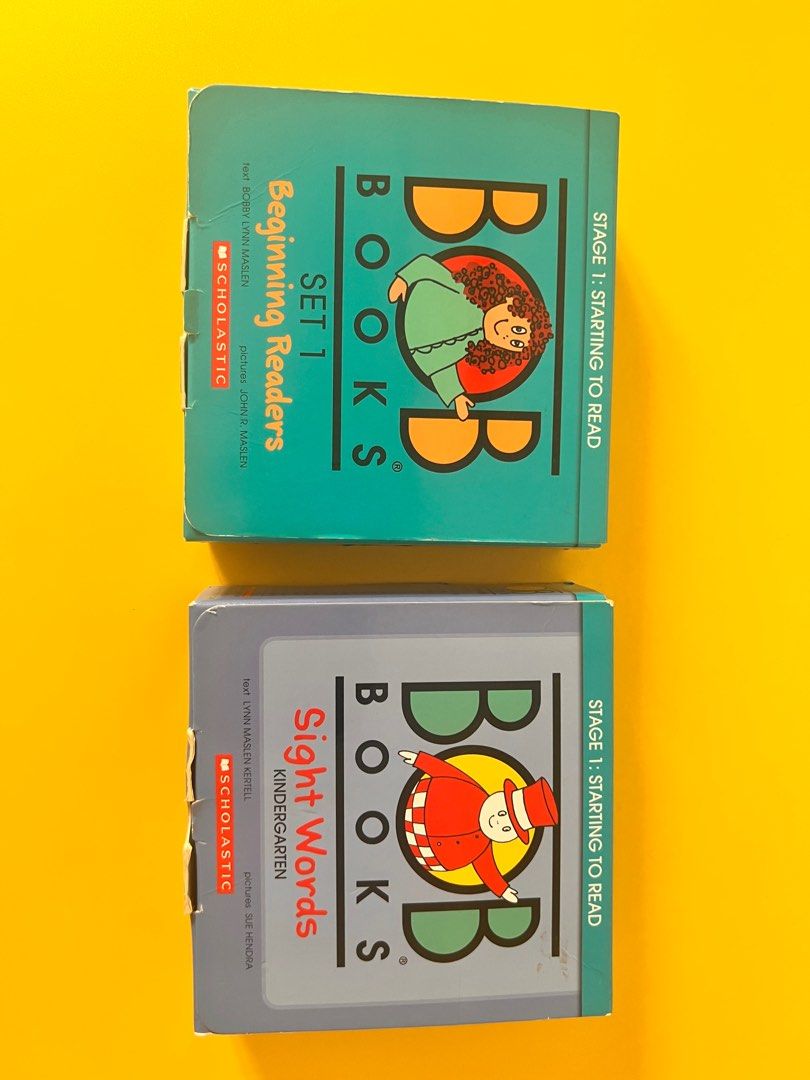 STAGE 1: STARTING TO READ
BOB
BOOKS®
SET 1
Beginning Readers
text BOBBY LYNN MASLEN pictures JOHN R. MASLEN
SCHOLASTIC
STAGE 1: STARTING TO READ
BOB
BOOKS®
Sight Words
KINDERGARTEN
text LYNN MASLEN KERTELL pictures SUE HENDRA
SCHOLASTIC